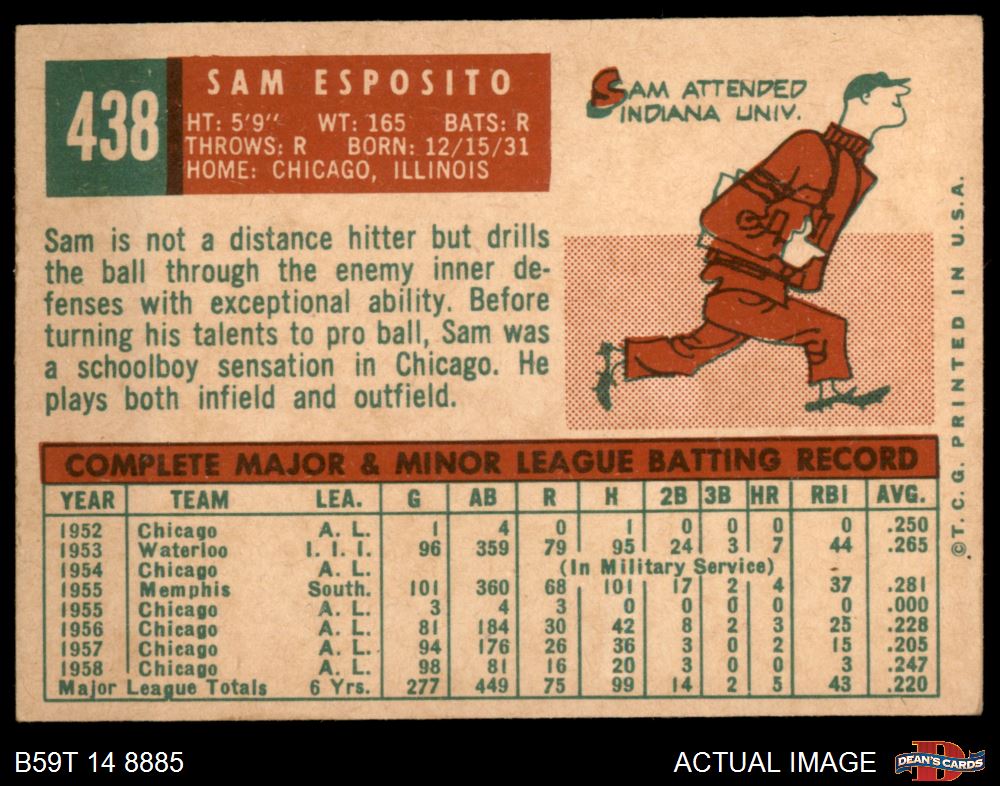 438
SAM ESPOSITO
HT: 5'9" WT: 165 BATS: R
THROWS: R BORN: 12/15/31
HOME: CHICAGO, ILLINOIS
SAM ATTENDED
INDIANA UNIV.
Sam is not a distance hitter but drills
the ball through the enemy inner de-
fenses with exceptional ability. Before
turning his talents to pro ball, Sam was
a schoolboy sensation in Chicago. He
plays both infield and outfield.
COMPLETE MAJOR & MINOR LEAGUE BATTING RECORD
YEAR TEAM LEA. G AB R H 2B 3B HR RBI AVG.
1952 Chicago A. L. 1 4 0 1 0 0 0 0 .250
1953 Waterloo I. I. I. 96 359 79 95 24 3 7 44 .265
1954 Chicago A. L. (In Military Service)
1955 Memphis South. 101 360 68 101 17 2 4 37 .281
1955 Chicago A. L. 3 4 3 0 0 0 0 0 .000
1956 Chicago A. L. 81 184 30 42 8 2 3 25 .228
1957 Chicago A. L. 94 176 26 36 3 0 2 15 .205
1958 Chicago A. L. 98 81 16 20 3 0 0 3 .247
Major League Totals 6 Yrs. 277 449 75 99 14 2 5 43 .220
© T. C. G. PRINTED IN U.S.A.
B59T 14 8885
ACTUAL IMAGE
DEAN'S CARDS